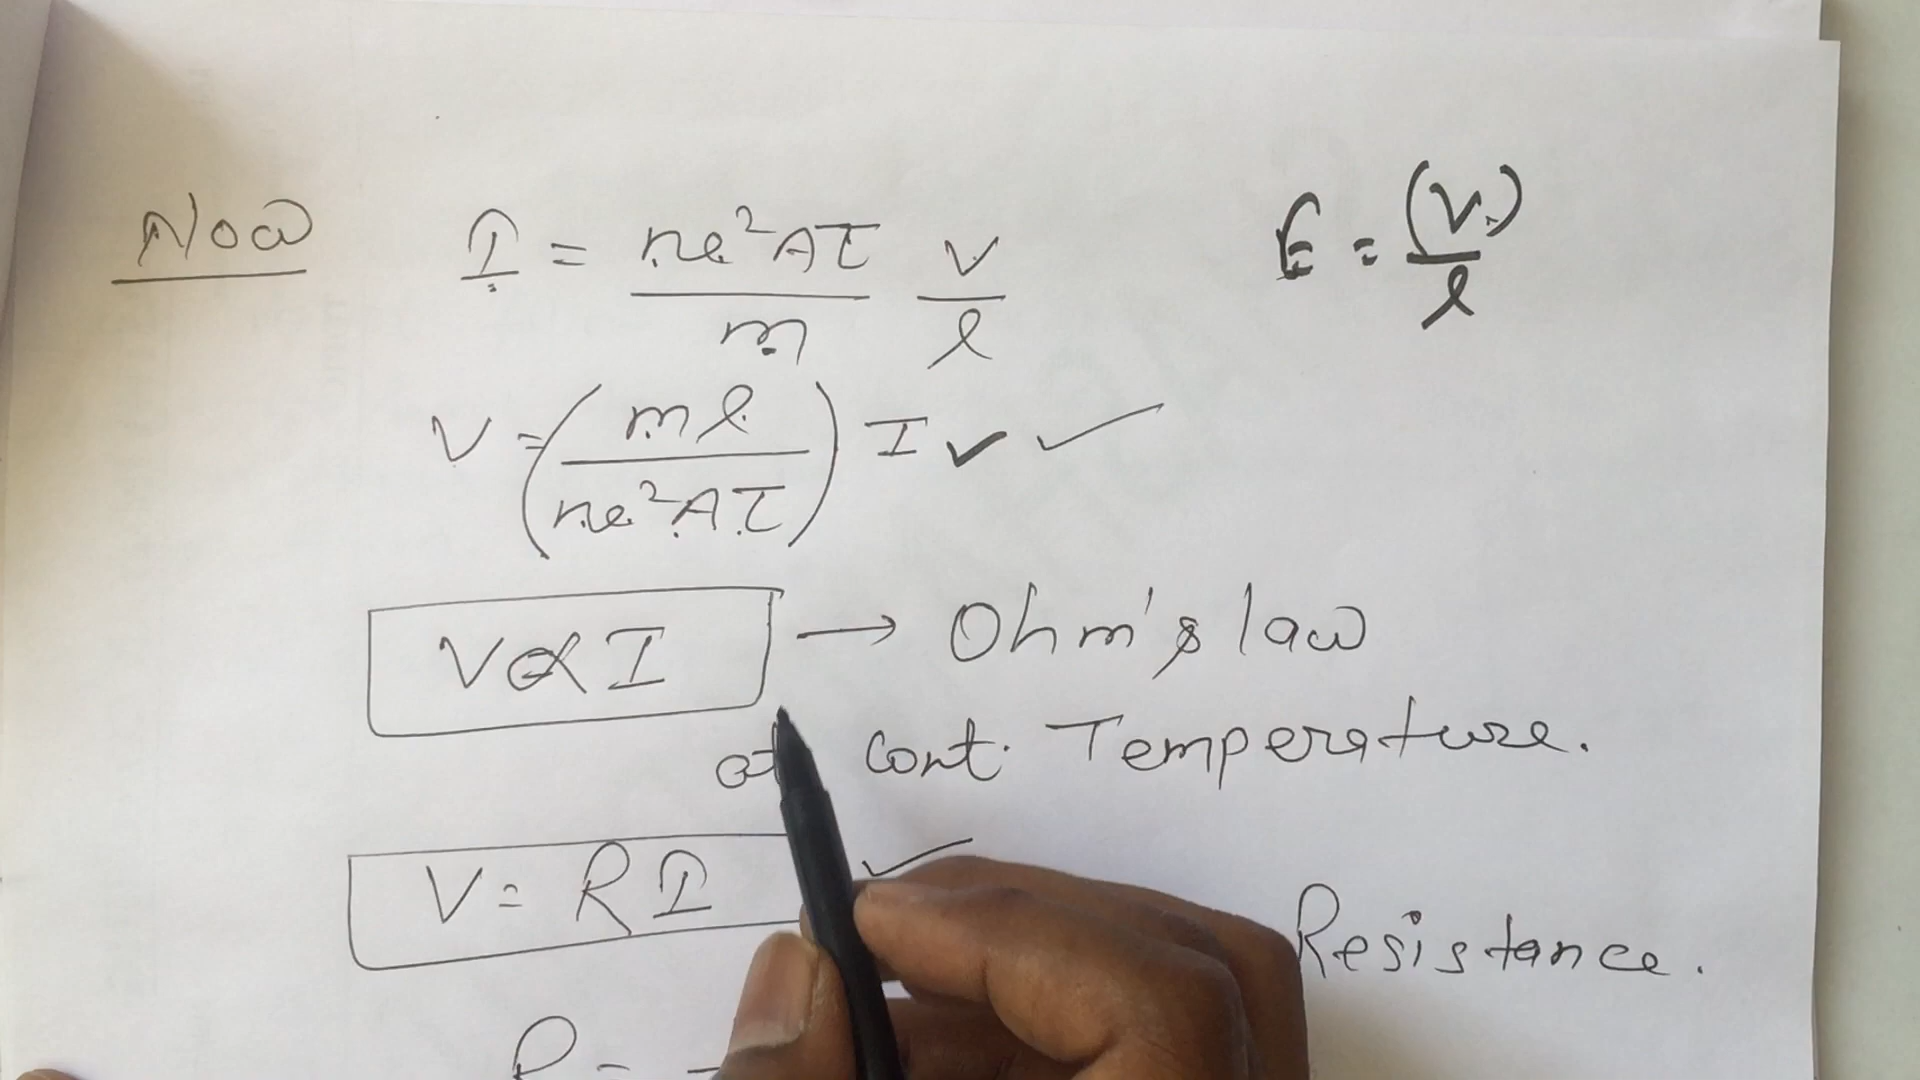 Now I = ne²Aτ/m V/l E = (V)/l
V = (ml/ne²Aτ) I ✓ ✓
V ∝ I → Ohm's law
at cont. Temperature.
V = RI ✓ Resistance.
R =